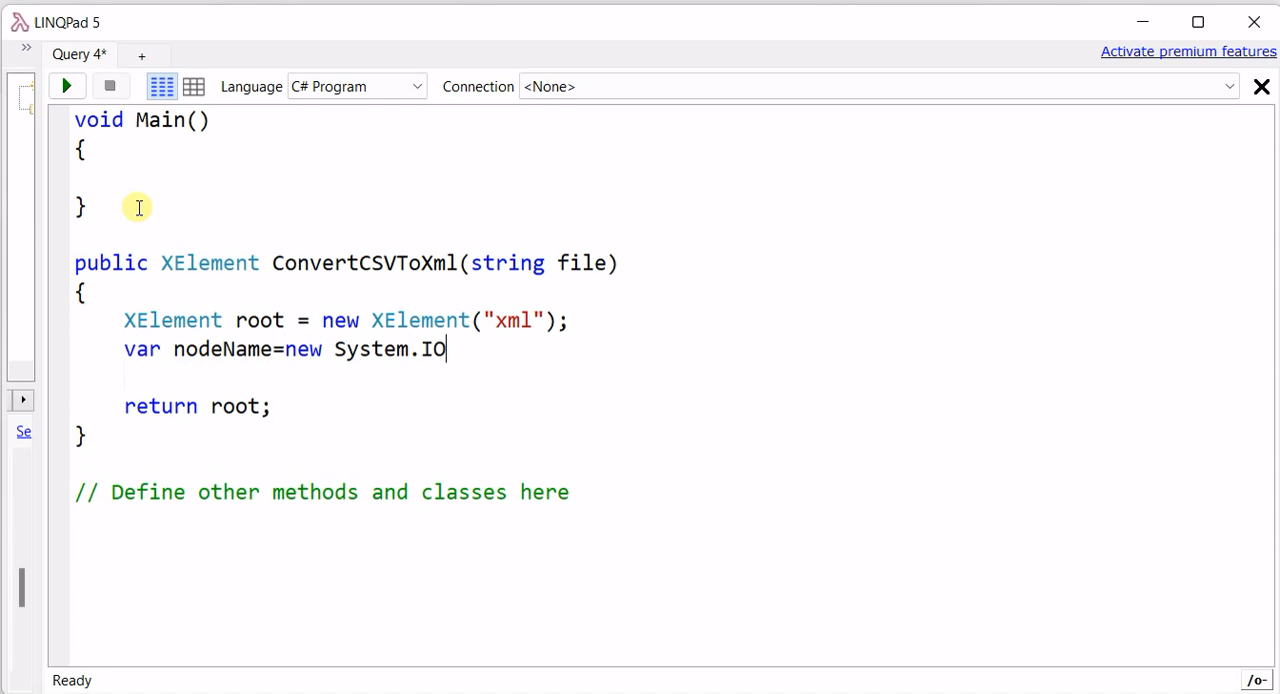 LINQPad 5
Query 4*
+
Activate premium features
Language C# Program Connection <None>
void Main()
{
}
public XElement ConvertCSVToXml(string file)
{
XElement root = new XElement("xml");
var nodeName=new System.IO
return root;
Se
}
// Define other methods and classes here
Ready
/o-